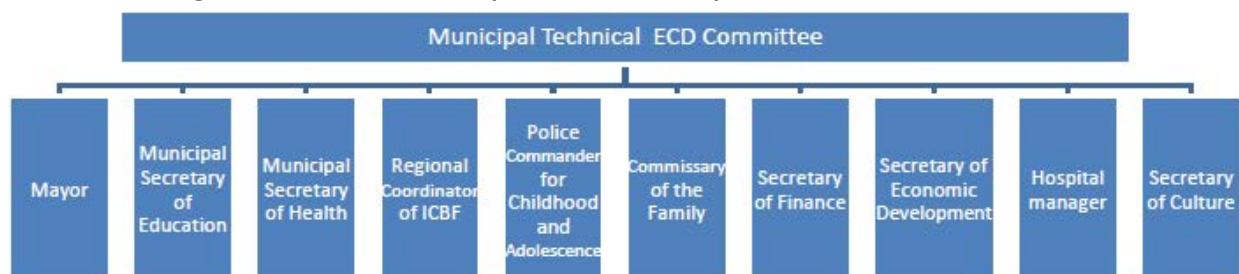 Municipal Technical ECD Committee
Mayor
Municipal
Secretary
of
Education
Municipal
Secretary
of Health
Regional
Coordinator
of ICBF
Police
Commander
for
Childhood
and
Adolescence
Commissary
of the
Family
Secretary
of Finance
Secretary of
Economic
Development
Hospital
manager
Secretary
of Culture